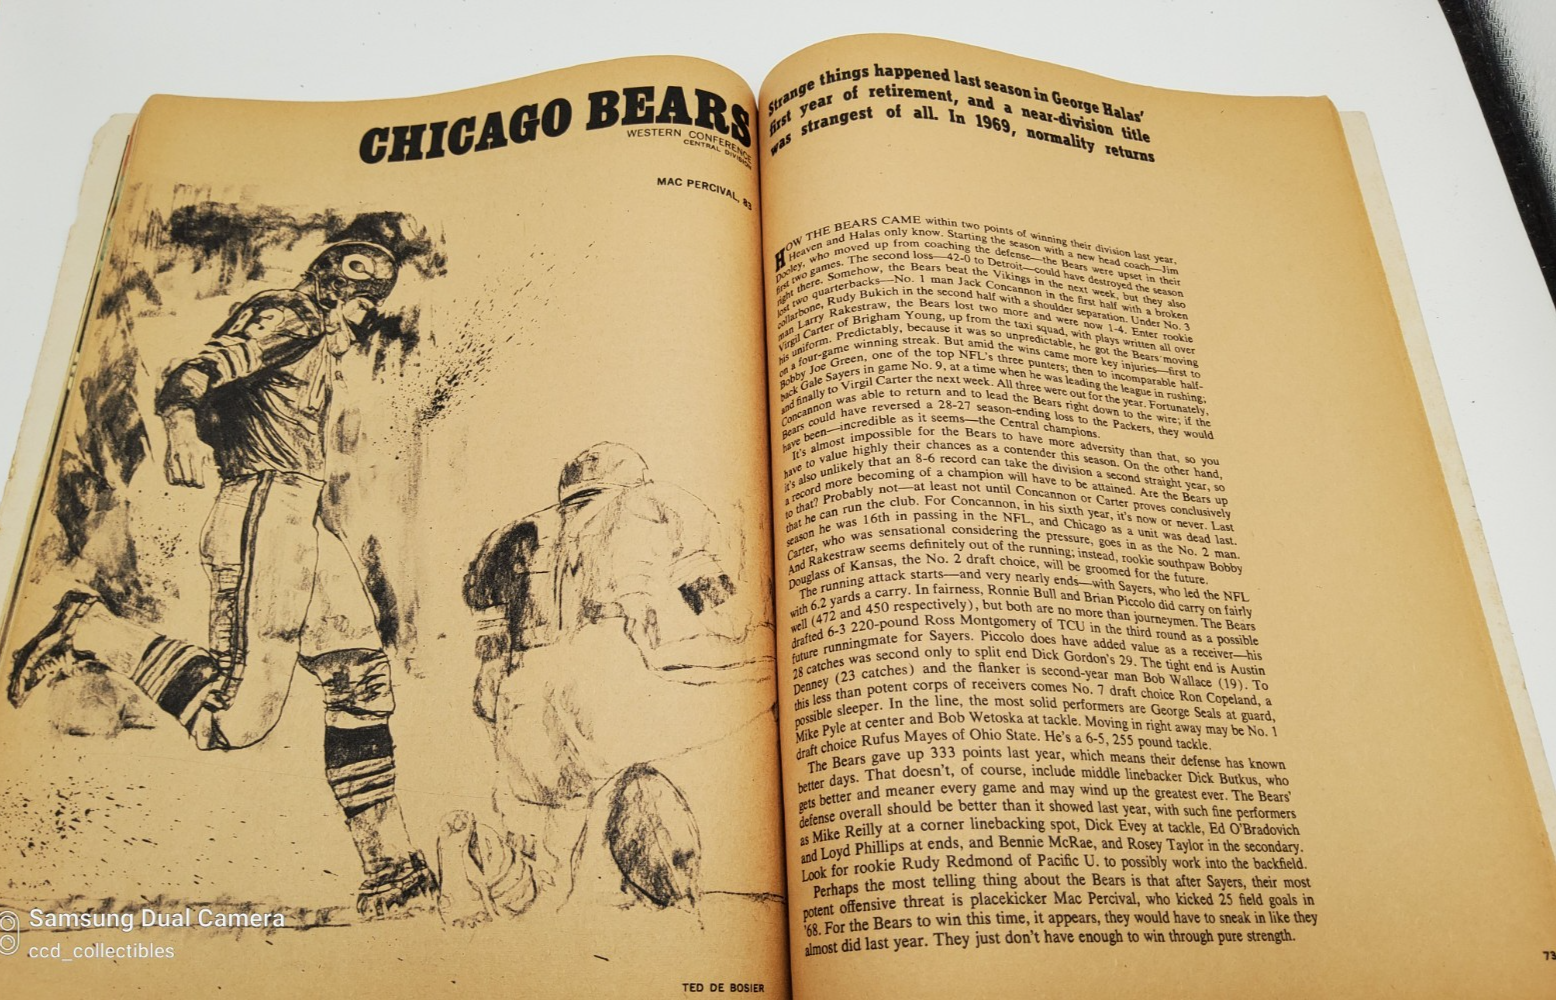 CHICAGO BEARS
WESTERN CONFERENCE
CENTRAL DIVISION
MAC PERCIVAL, 83
C
83
TED DE BOSIER
Samsung Dual Camera
ccd_collectibles
Strange things happened last season in George Halas'
first year of retirement, and a near-division title
was strangest of all. In 1969, normality returns
HOW THE BEARS CAME within two points of winning their division last year,
Heaven and Halas only know. Starting the season with a new head coach—Jim
Dooley, who moved up from coaching the defense—the Bears were upset in their
first two games. The second loss—42-0 to Detroit—could have destroyed the season
right there. Somehow, the Bears beat the Vikings in the next week, but they also
lost two quarterbacks—No. 1 man Jack Concannon in the first half with a broken
collarbone, Rudy Bukich in the second half with a shoulder separation. Under No. 3
man Larry Rakestraw, the Bears lost two more and were now 1-4. Enter rookie
Virgil Carter of Brigham Young, up from the taxi squad, with plays written all over
his uniform. Predictably, because it was so unpredictable, he got the Bears moving
on a four-game winning streak. But amid the wins came more key injuries—first to
Bobby Joe Green, one of the top NFL's three punters; then to incomparable half-
back Gale Sayers in game No. 9, at a time when he was leading the league in rushing;
and finally to Virgil Carter the next week. All three were out for the year. Fortunately,
Concannon was able to return and to lead the Bears right down to the wire; if the
Bears could have reversed a 28-27 season-ending loss to the Packers, they would
have been—incredible as it seems—the Central champions.
It's almost impossible for the Bears to have more adversity than that, so you
have to value highly their chances as a contender this season. On the other hand,
it's also unlikely that an 8-6 record can take the division a second straight year, so
a record more becoming of a champion will have to be attained. Are the Bears up
to that? Probably not—at least not until Concannon or Carter proves conclusively
that he can run the club. For Concannon, in his sixth year, it's now or never. Last
season he was 16th in passing in the NFL, and Chicago as a unit was dead last.
Carter, who was sensational considering the pressure, goes in as the No. 2 man.
And Rakestraw seems definitely out of the running; instead, rookie southpaw Bobby
Douglass of Kansas, the No. 2 draft choice, will be groomed for the future.
The running attack starts—and very nearly ends—with Sayers, who led the NFL
with 6.2 yards a carry. In fairness, Ronnie Bull and Brian Piccolo did carry on fairly
well (472 and 450 respectively), but both are no more than journeymen. The Bears
drafted 6-3 220-pound Ross Montgomery of TCU in the third round as a possible
future runningmate for Sayers. Piccolo does have added value as a receiver—his
28 catches was second only to split end Dick Gordon's 29. The tight end is Austin
Denney (23 catches) and the flanker is second-year man Bob Wallace (19). To
this less than potent corps of receivers comes No. 7 draft choice Ron Copeland, a
possible sleeper. In the line, the most solid performers are George Seals at guard,
Mike Pyle at center and Bob Wetoska at tackle. Moving in right away may be No. 1
draft choice Rufus Mayes of Ohio State. He's a 6-5, 255 pound tackle.
The Bears gave up 333 points last year, which means their defense has known
better days. That doesn't, of course, include middle linebacker Dick Butkus, who
gets better and meaner every game and may wind up the greatest ever. The Bears'
defense overall should be better than it showed last year, with such fine performers
as Mike Reilly at a corner linebacking spot, Dick Evey at tackle, Ed O'Bradovich
and Loyd Phillips at ends, and Bennie McRae, and Rosey Taylor in the secondary.
Look for rookie Rudy Redmond of Pacific U. to possibly work into the backfield.
Perhaps the most telling thing about the Bears is that after Sayers, their most
potent offensive threat is placekicker Mac Percival, who kicked 25 field goals in
'68. For the Bears to win this time, it appears, they would have to sneak in like they
almost did last year. They just don't have enough to win through pure strength.
73